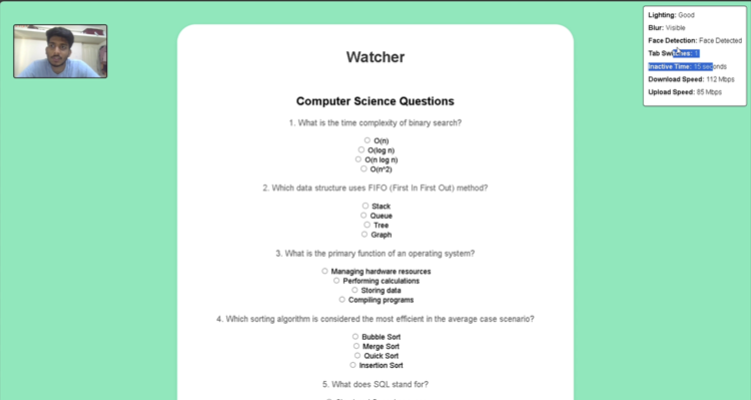 Lighting: Good
Blur: Visible
Face Detection: Face Detected
Tab Switches: 1
Inactive Time: 15 seconds
Download Speed: 112 Mbps
Upload Speed: 85 Mbps
Watcher
Computer Science Questions
1. What is the time complexity of binary search?
O(n)
O(log n)
O(n log n)
O(n^2)
2. Which data structure uses FIFO (First In First Out) method?
Stack
Queue
Tree
Graph
3. What is the primary function of an operating system?
Managing hardware resources
Performing calculations
Storing data
Compiling programs
4. Which sorting algorithm is considered the most efficient in the average case scenario?
Bubble Sort
Merge Sort
Quick Sort
Insertion Sort
5. What does SQL stand for?